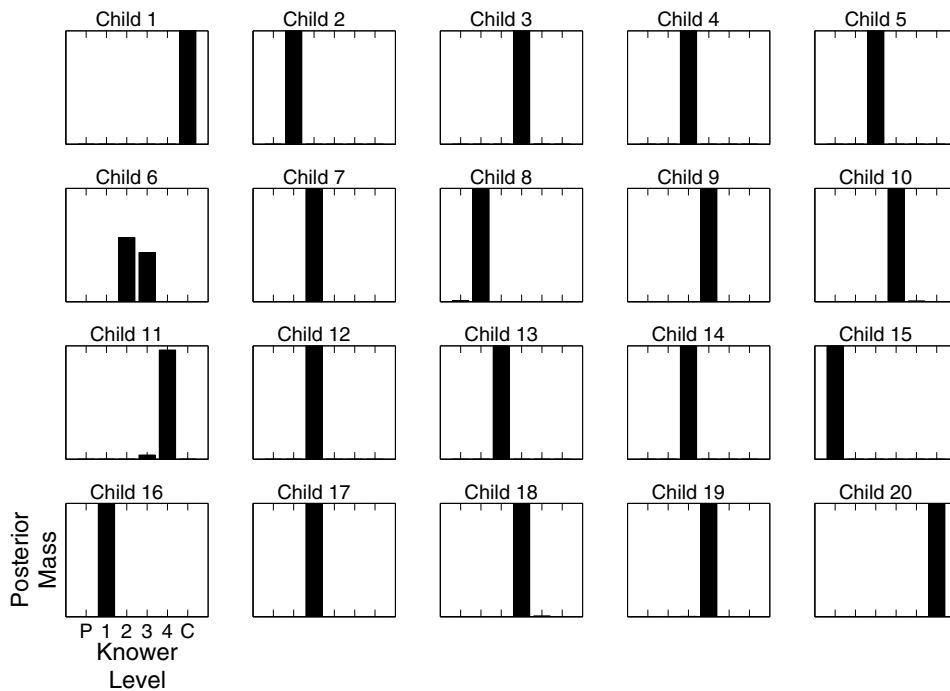 Child 1 Child 2 Child 3 Child 4 Child 5
Child 6 Child 7 Child 8 Child 9 Child 10
Child 11 Child 12 Child 13 Child 14 Child 15
Child 16 Child 17 Child 18 Child 19 Child 20
Posterior
Mass
P 1 2 3 4 C
Knower
Level